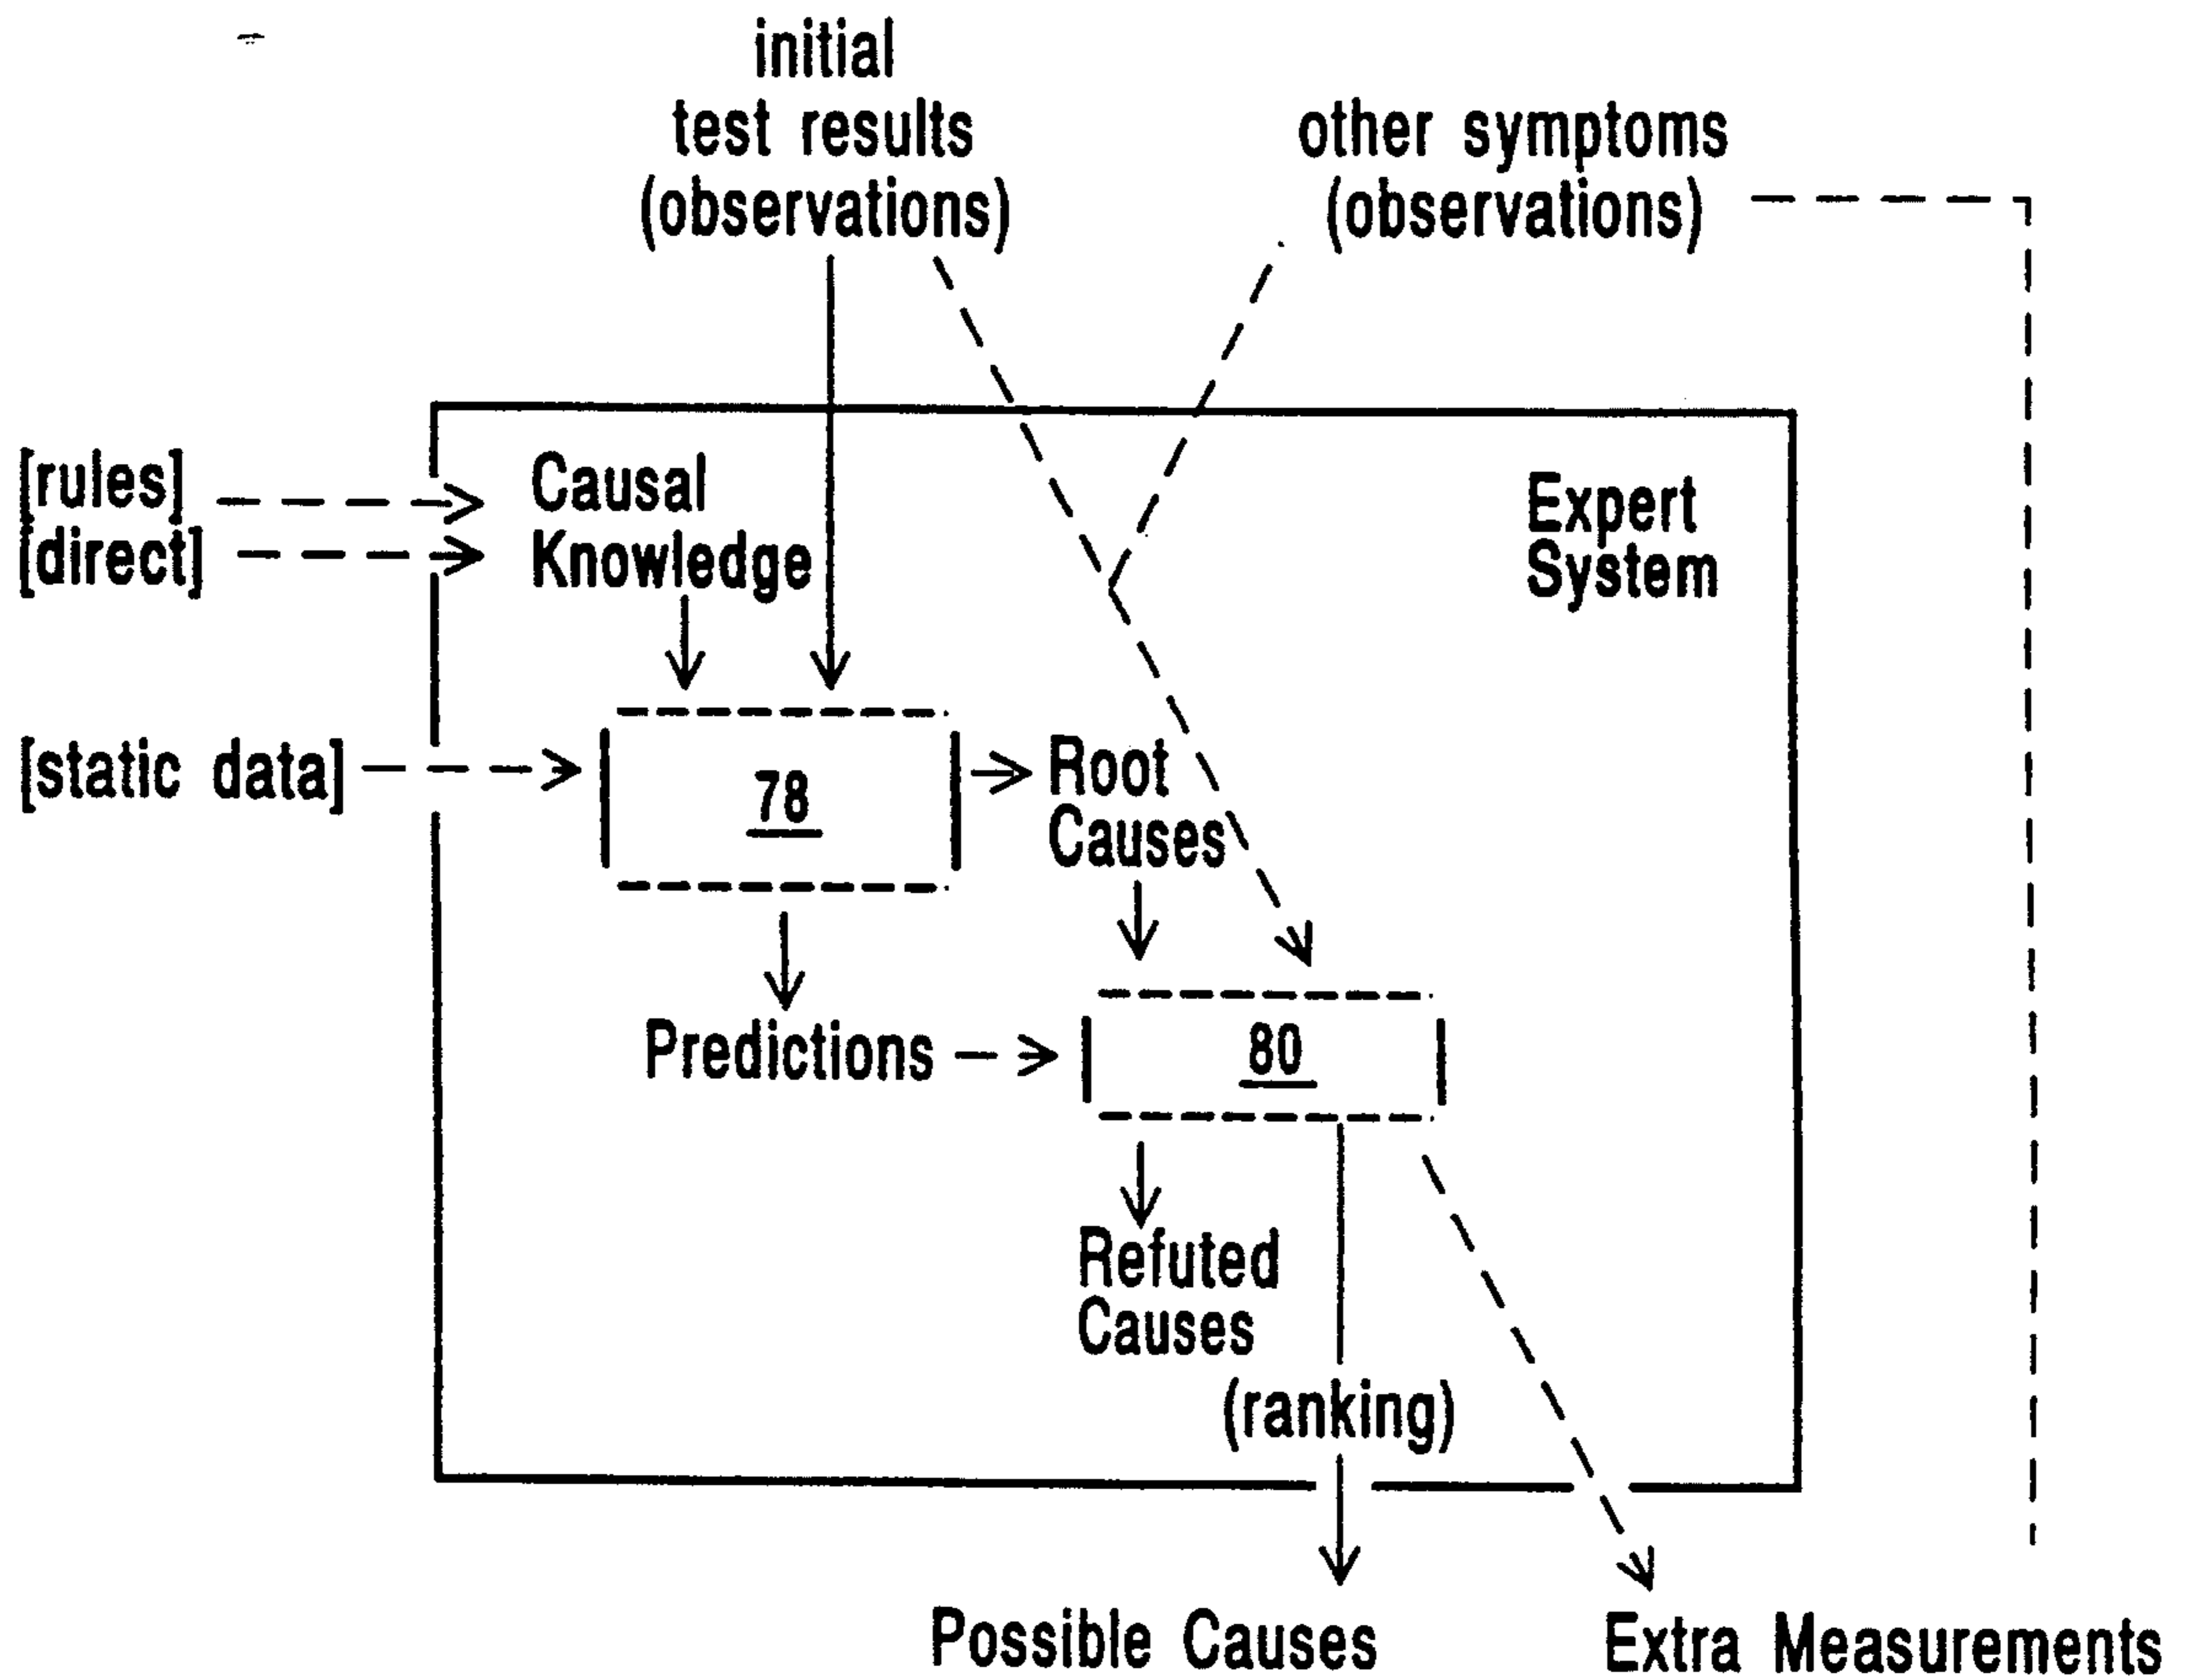 initial
test results
(observations)
other symptoms
(observations)
[rules]
[direct]
Causal
Knowledge
Expert
System
[static data]
78
Root
Causes
Predictions
80
Refuted
Causes
(ranking)
Possible Causes
Extra Measurements